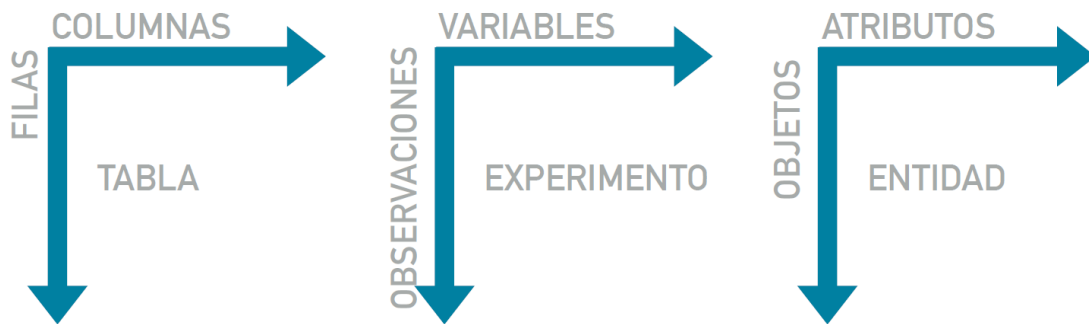 COLUMNAS
FILAS
TABLA
VARIABLES
OBSERVACIONES
EXPERIMENTO
ATRIBUTOS
OBJETOS
ENTIDAD